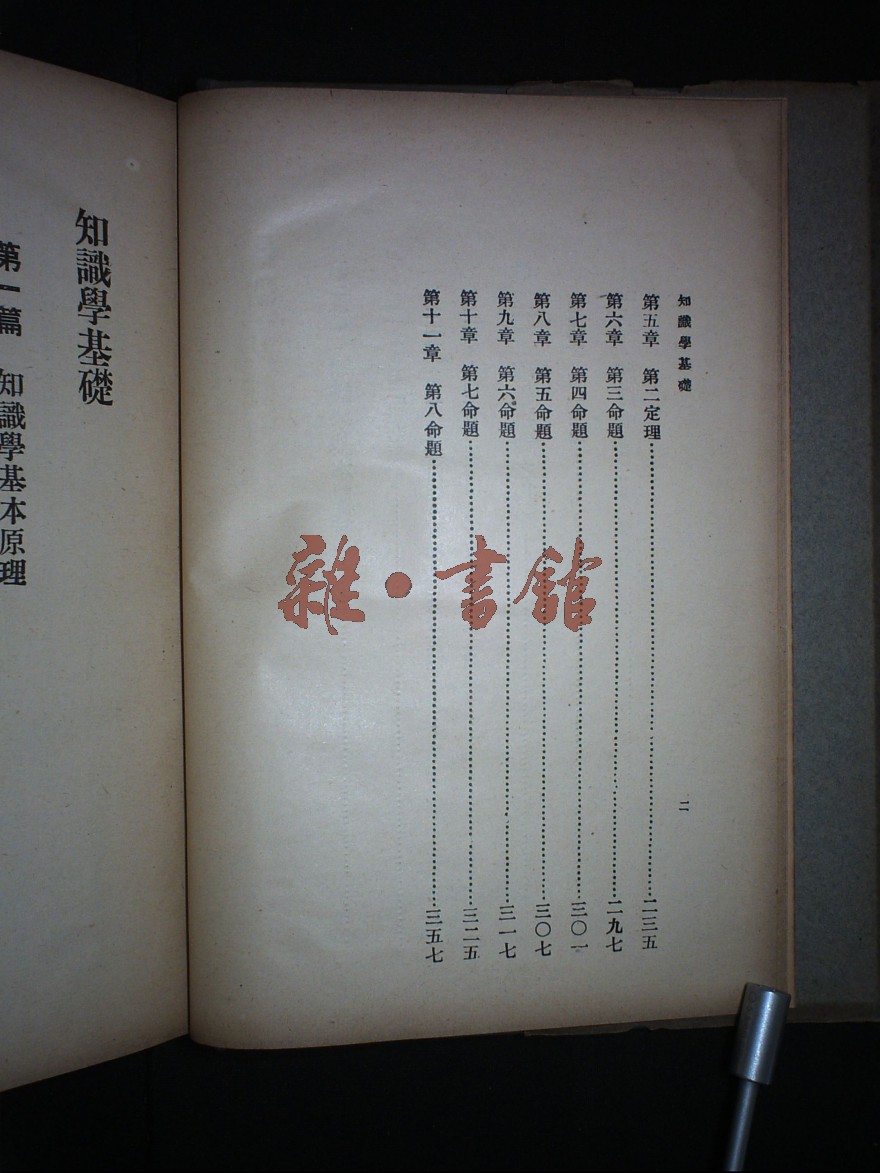 知識學基礎
第五章　第二定理……二三五
第六章　第三命題……二九七
第七章　第四命題……三〇一
第八章　第五命題……三〇七
第九章　第六命題……三一七
第十章　第七命題……三二五
第十一章　第八命題……三五七
二
知識學基礎
第一篇　知識學基本原理
雜·書館